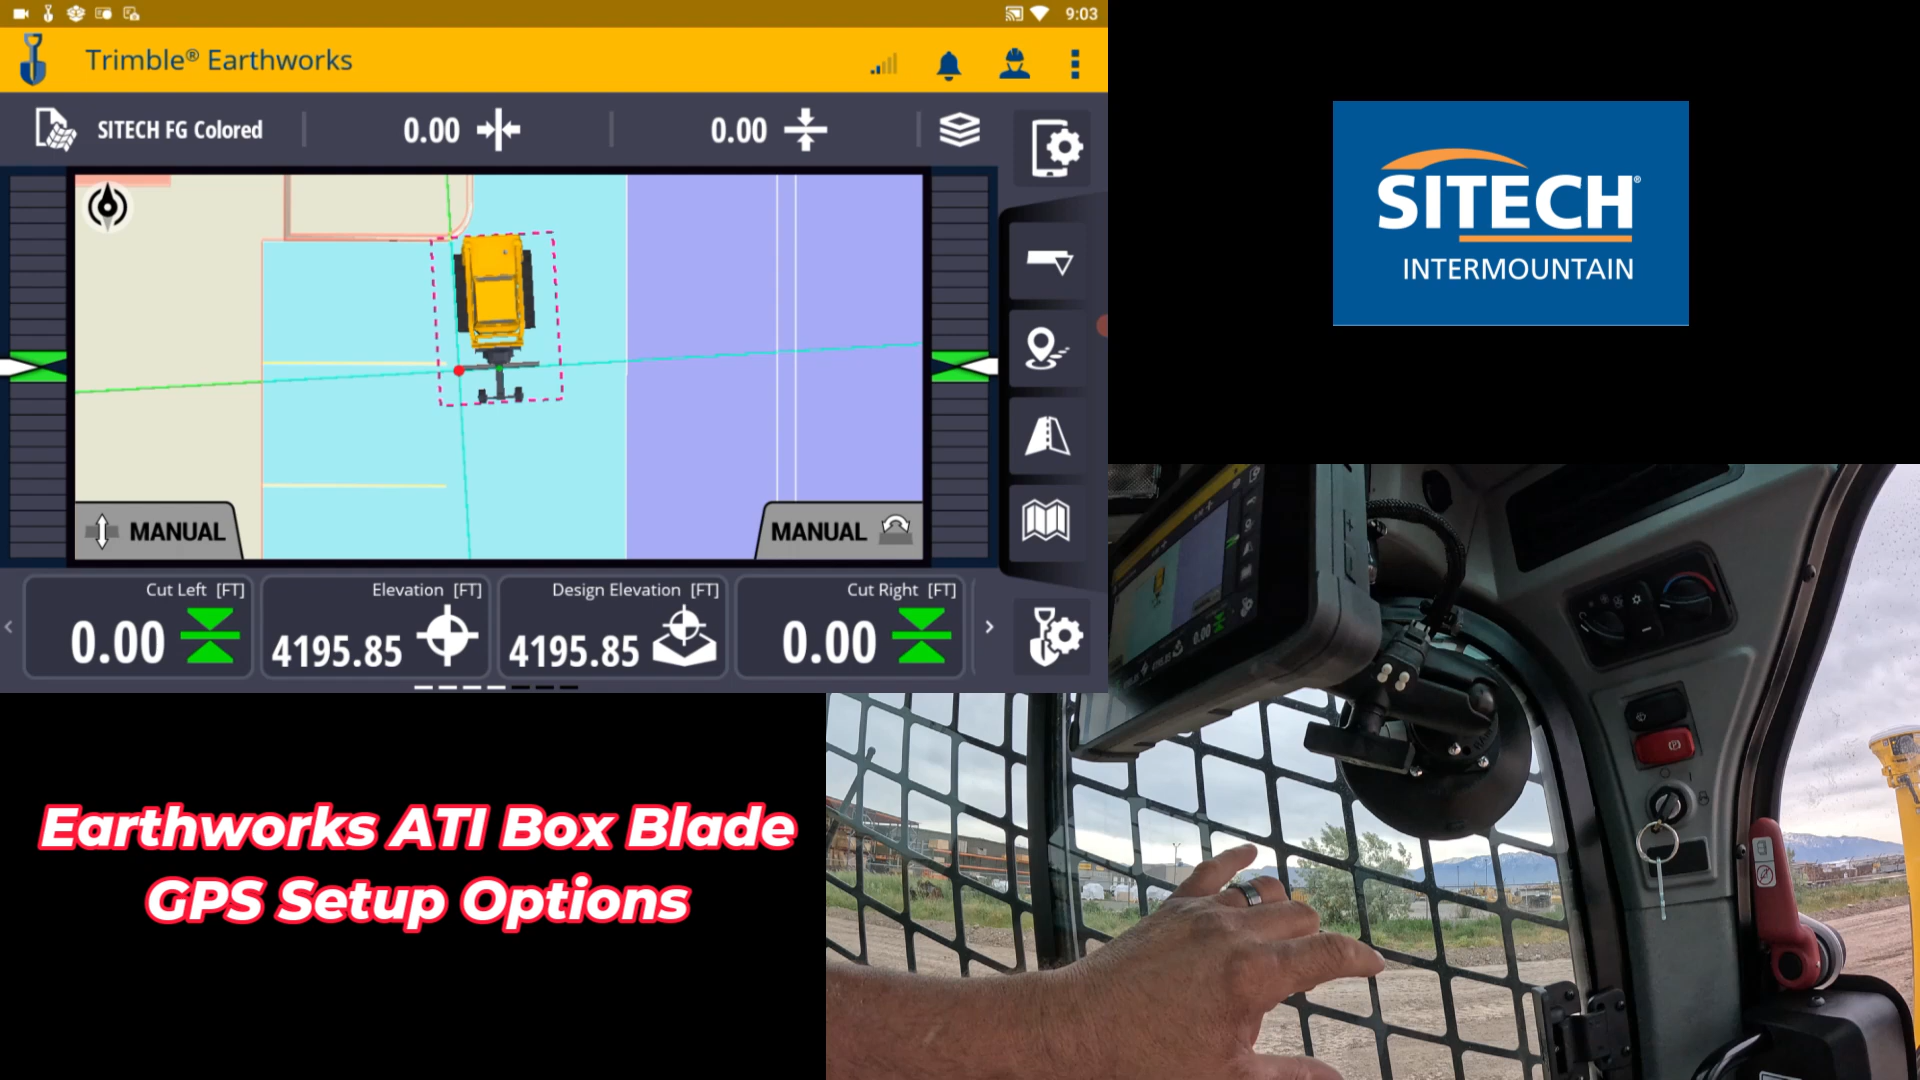 9:03
Trimble® Earthworks
SITECH FG Colored
0.00
0.00
MANUAL
MANUAL
Cut Left [FT]
0.00
Elevation [FT]
4195.85
Design Elevation [FT]
4195.85
Cut Right [FT]
0.00
SITECH®
INTERMOUNTAIN
Earthworks ATI Box Blade
GPS Setup Options